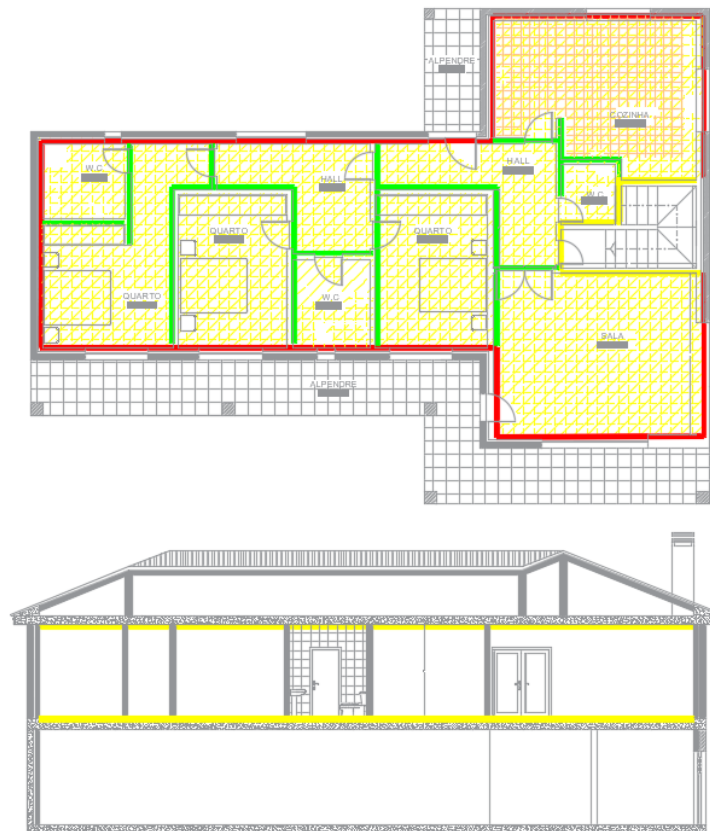 ALPENDRE
COZINHA
W.C
HALL
HALL
W.C
QUARTO
QUARTO
QUARTO
W.C
SALA
ALPENDRE